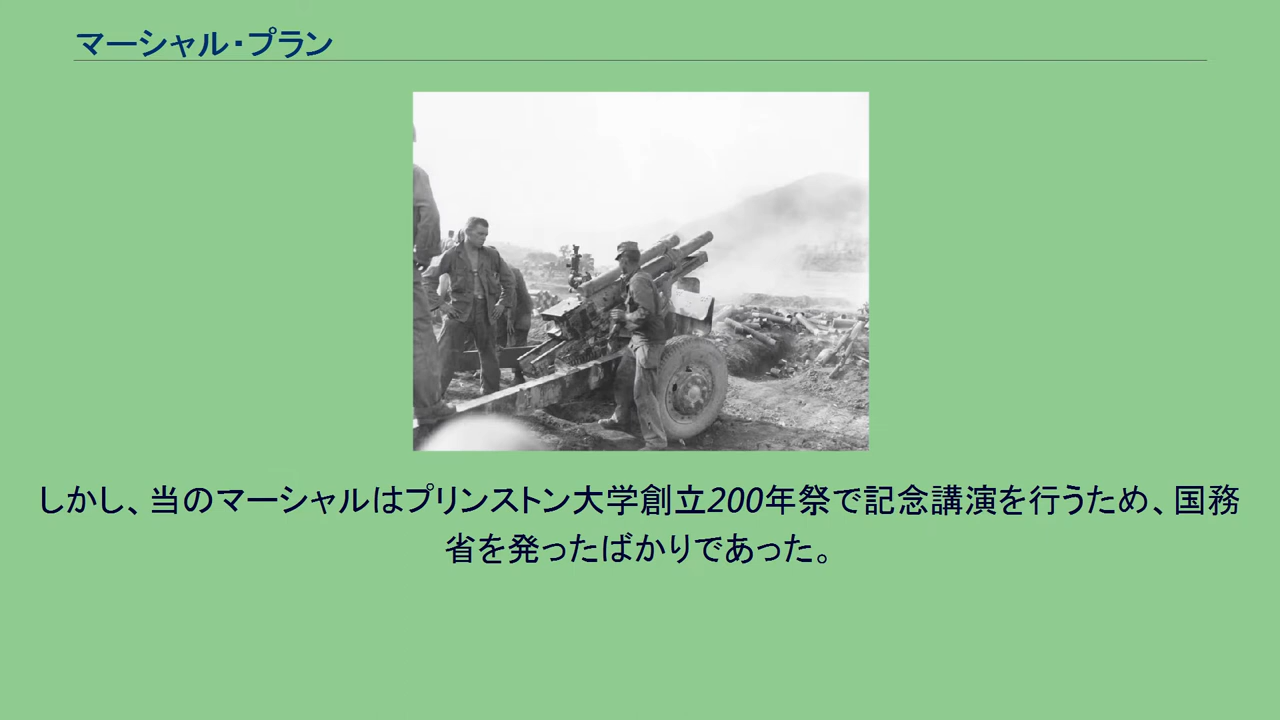 マーシャル・プラン
しかし、当のマーシャルはプリンストン大学創立200年祭で記念講演を行うため、国務
省を発ったばかりであった。